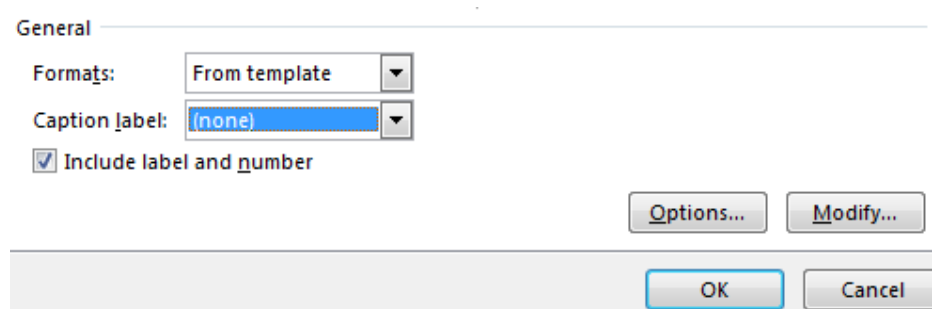 General
Formats: From template
Caption label: (none)
Include label and number
Options... Modify...
OK Cancel